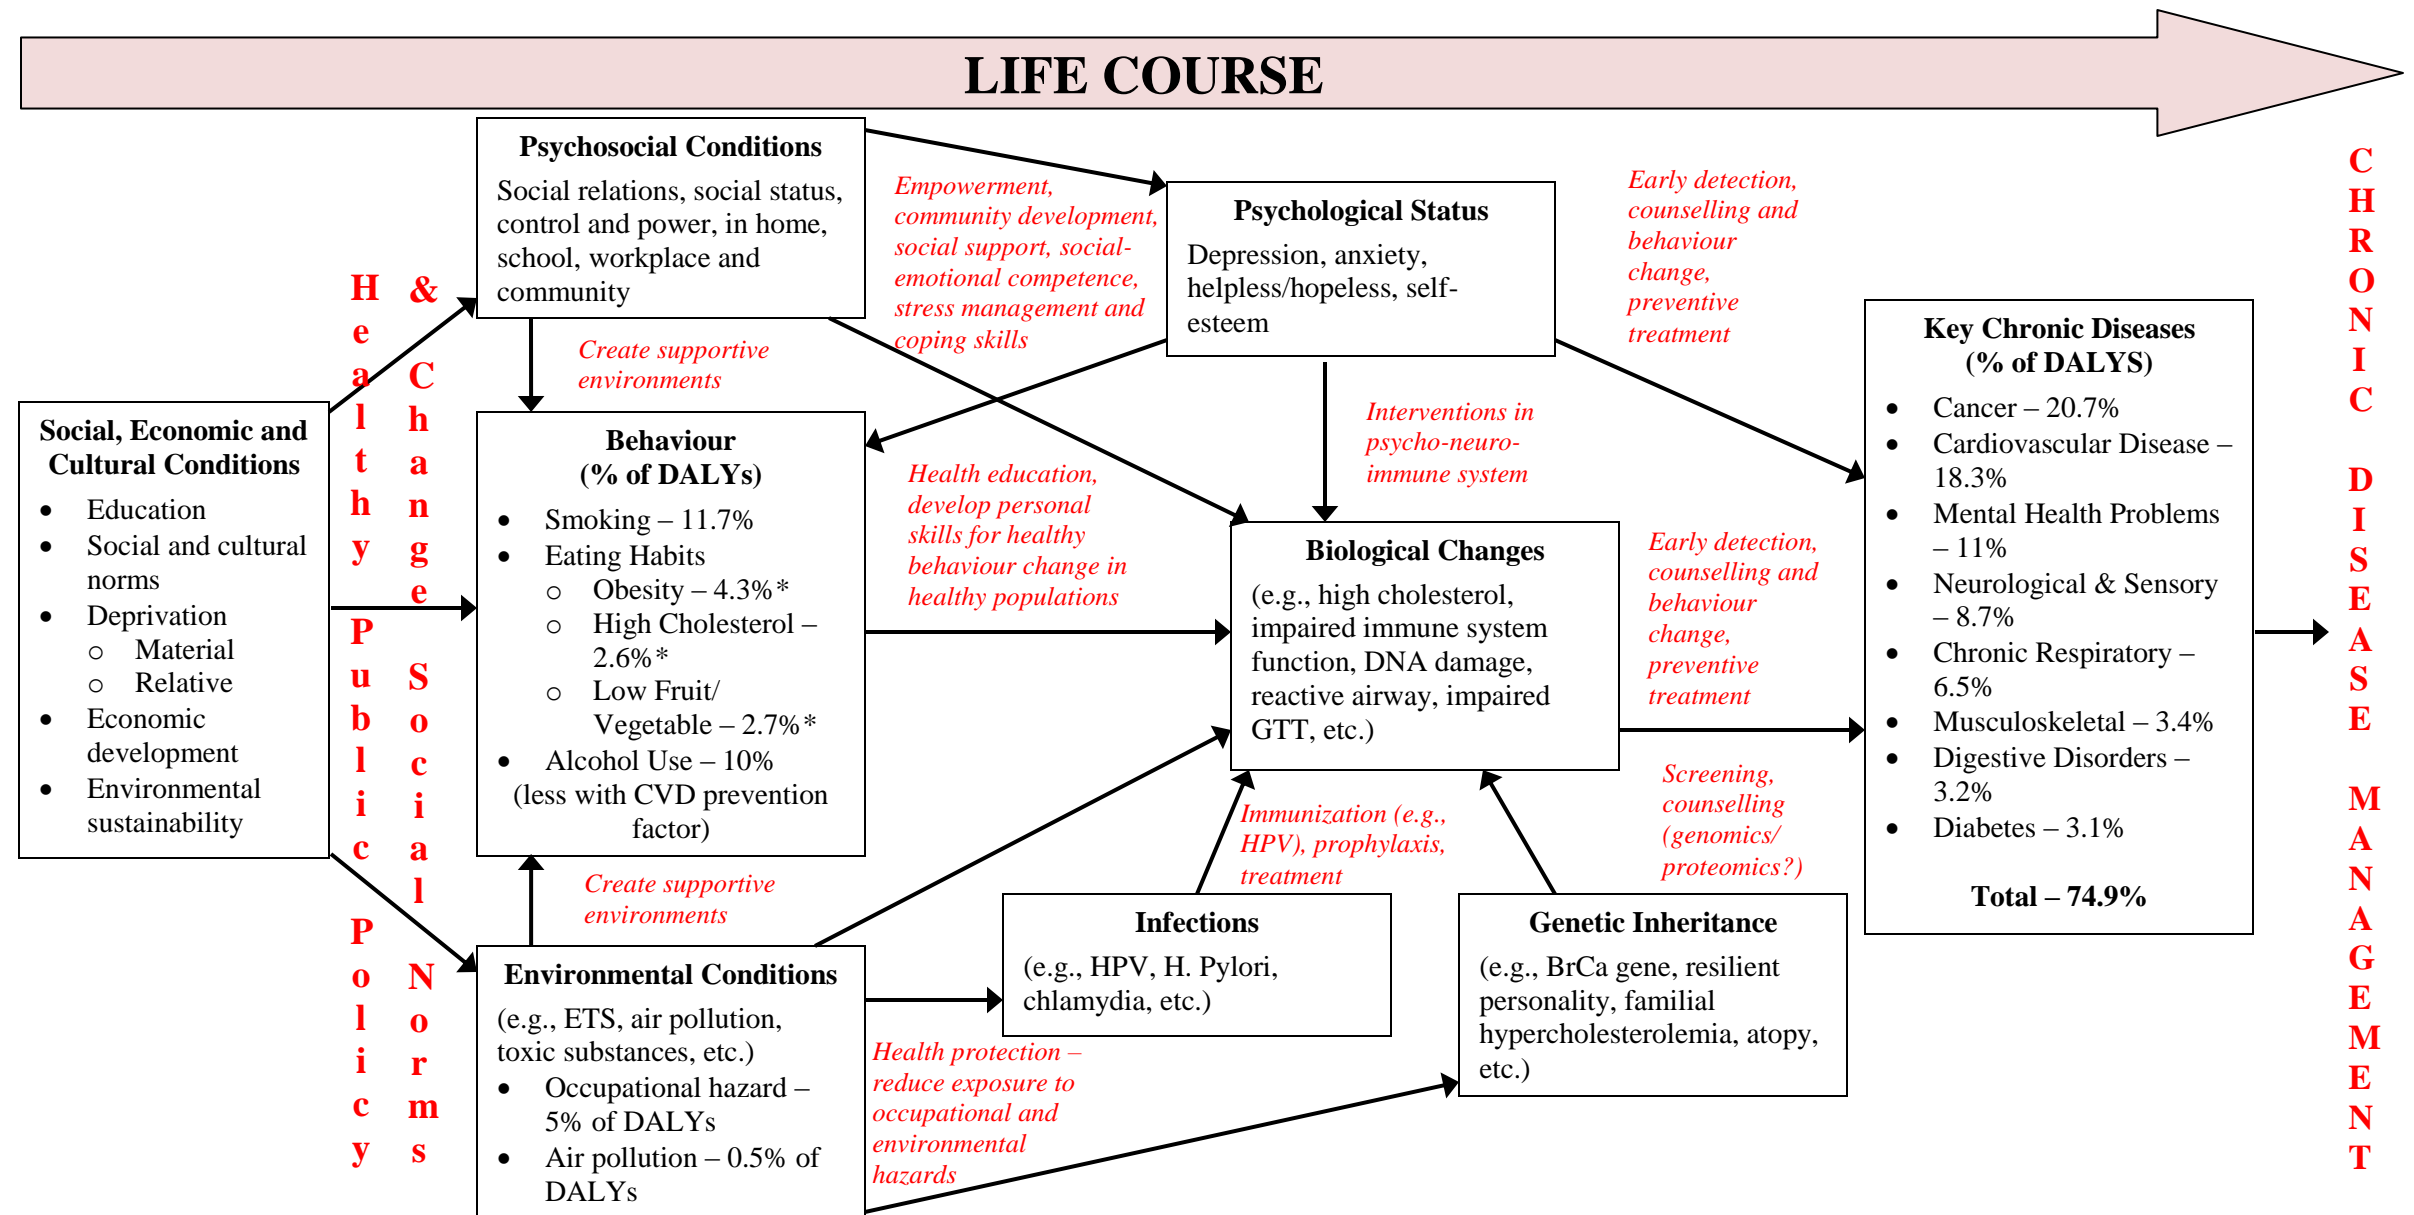 LIFE COURSE
Psychosocial Conditions
Social relations, social status,
control and power, in home,
school, workplace and
community
Empowerment,
community development,
social support, social-
emotional competence,
stress management and
coping skills
Psychological Status
Depression, anxiety,
helpless/hopeless, self-
esteem
Early detection,
counselling and
behaviour
change,
preventive
treatment
Create supportive
environments
Social, Economic and
Cultural Conditions
• Education
• Social and cultural
norms
• Deprivation
o Material
o Relative
• Economic
development
• Environmental
sustainability
Healthy Public Policy
& Change Social Norms
Behaviour
(% of DALYs)
• Smoking – 11.7%
• Eating Habits
o Obesity – 4.3%*
o High Cholesterol –
2.6%*
o Low Fruit/
Vegetable – 2.7%*
• Alcohol Use – 10%
(less with CVD prevention
factor)
Health education,
develop personal
skills for healthy
behaviour change in
healthy populations
Interventions in
psycho-neuro-
immune system
Biological Changes
(e.g., high cholesterol,
impaired immune system
function, DNA damage,
reactive airway, impaired
GTT, etc.)
Early detection,
counselling and
behaviour
change,
preventive
treatment
Key Chronic Diseases
(% of DALYS)
• Cancer – 20.7%
• Cardiovascular Disease –
18.3%
• Mental Health Problems
– 11%
• Neurological & Sensory
– 8.7%
• Chronic Respiratory –
6.5%
• Musculoskeletal – 3.4%
• Digestive Disorders –
3.2%
• Diabetes – 3.1%
Total – 74.9%
CHRONIC DISEASE MANAGEMENT
Create supportive
environments
Immunization (e.g.,
HPV), prophylaxis,
treatment
Screening,
counselling
(genomics/
proteomics?)
Environmental Conditions
(e.g., ETS, air pollution,
toxic substances, etc.)
• Occupational hazard –
5% of DALYs
• Air pollution – 0.5% of
DALYs
Infections
(e.g., HPV, H. Pylori,
chlamydia, etc.)
Genetic Inheritance
(e.g., BrCa gene, resilient
personality, familial
hypercholesterolemia, atopy,
etc.)
Health protection –
reduce exposure to
occupational and
environmental
hazards